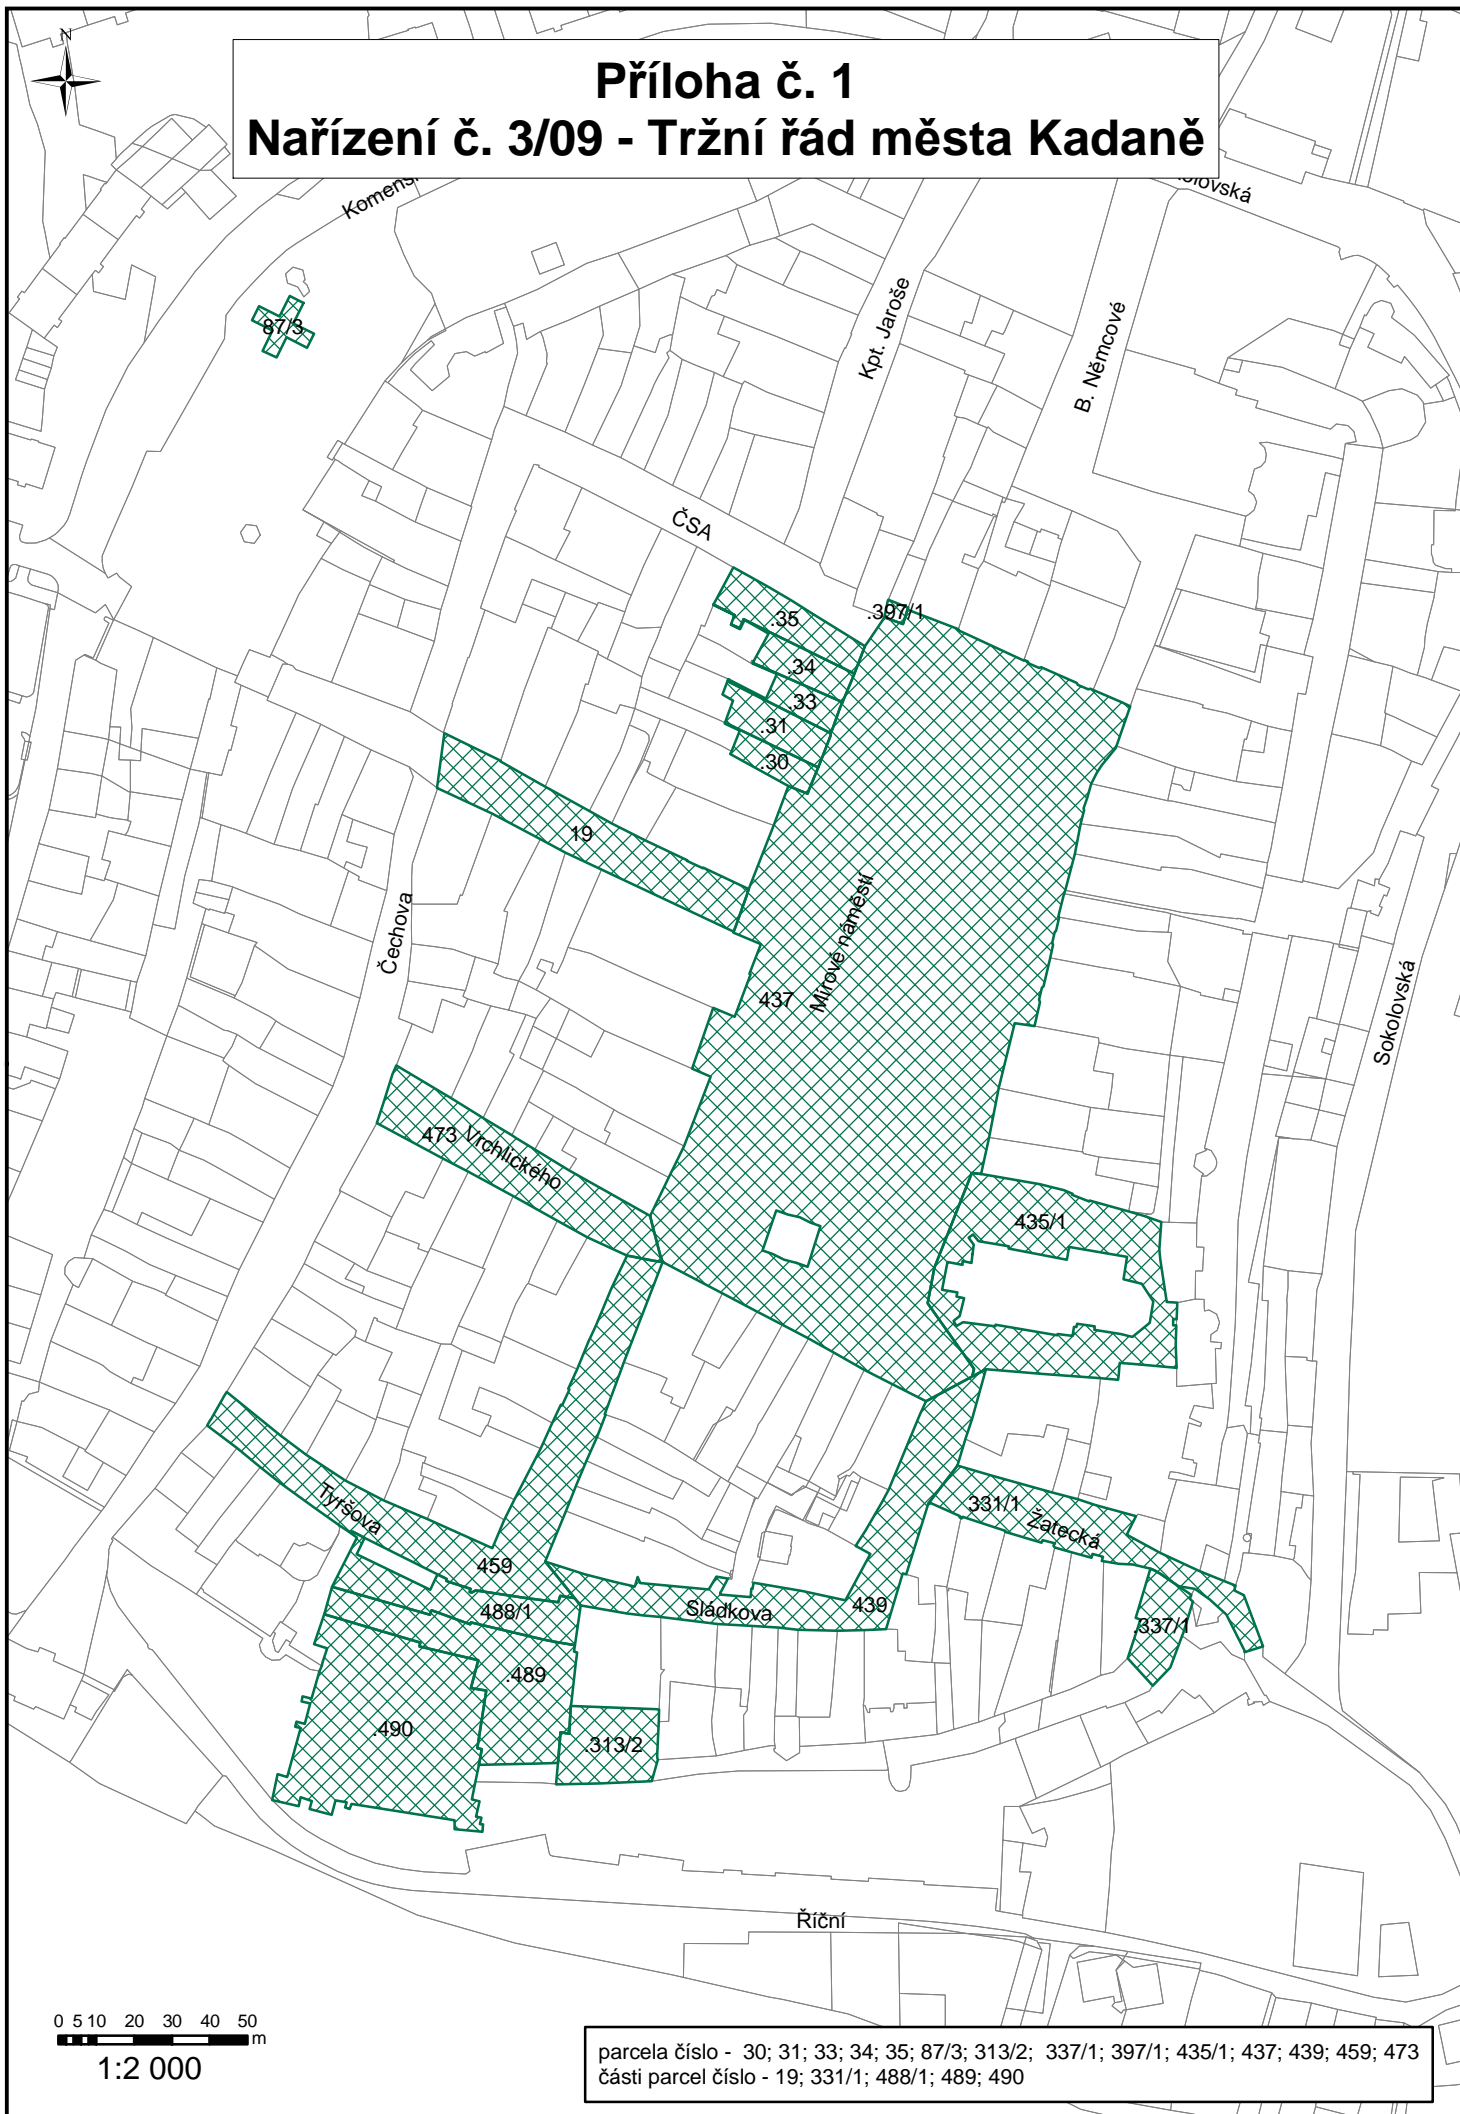 N
Příloha č. 1
Nařízení č. 3/09 - Tržní řád města Kadaně
87/3
Kpt. Jaroše
B. Němcové
ČSA
.397/1
.35
.34
.33
.31
.30
19
Čechova
Mírové náměstí
437
Sokolovská
473 Vrchlického
435/1
Tyršova
331/1
Žatecká
459
488/1
Sládkova
439
.337/1
.489
.490
.313/2
Říční
0 5 10 20 30 40 50
m
1:2 000
parcela číslo - 30; 31; 33; 34; 35; 87/3; 313/2; 337/1; 397/1; 435/1; 437; 439; 459; 473
části parcel číslo - 19; 331/1; 488/1; 489; 490